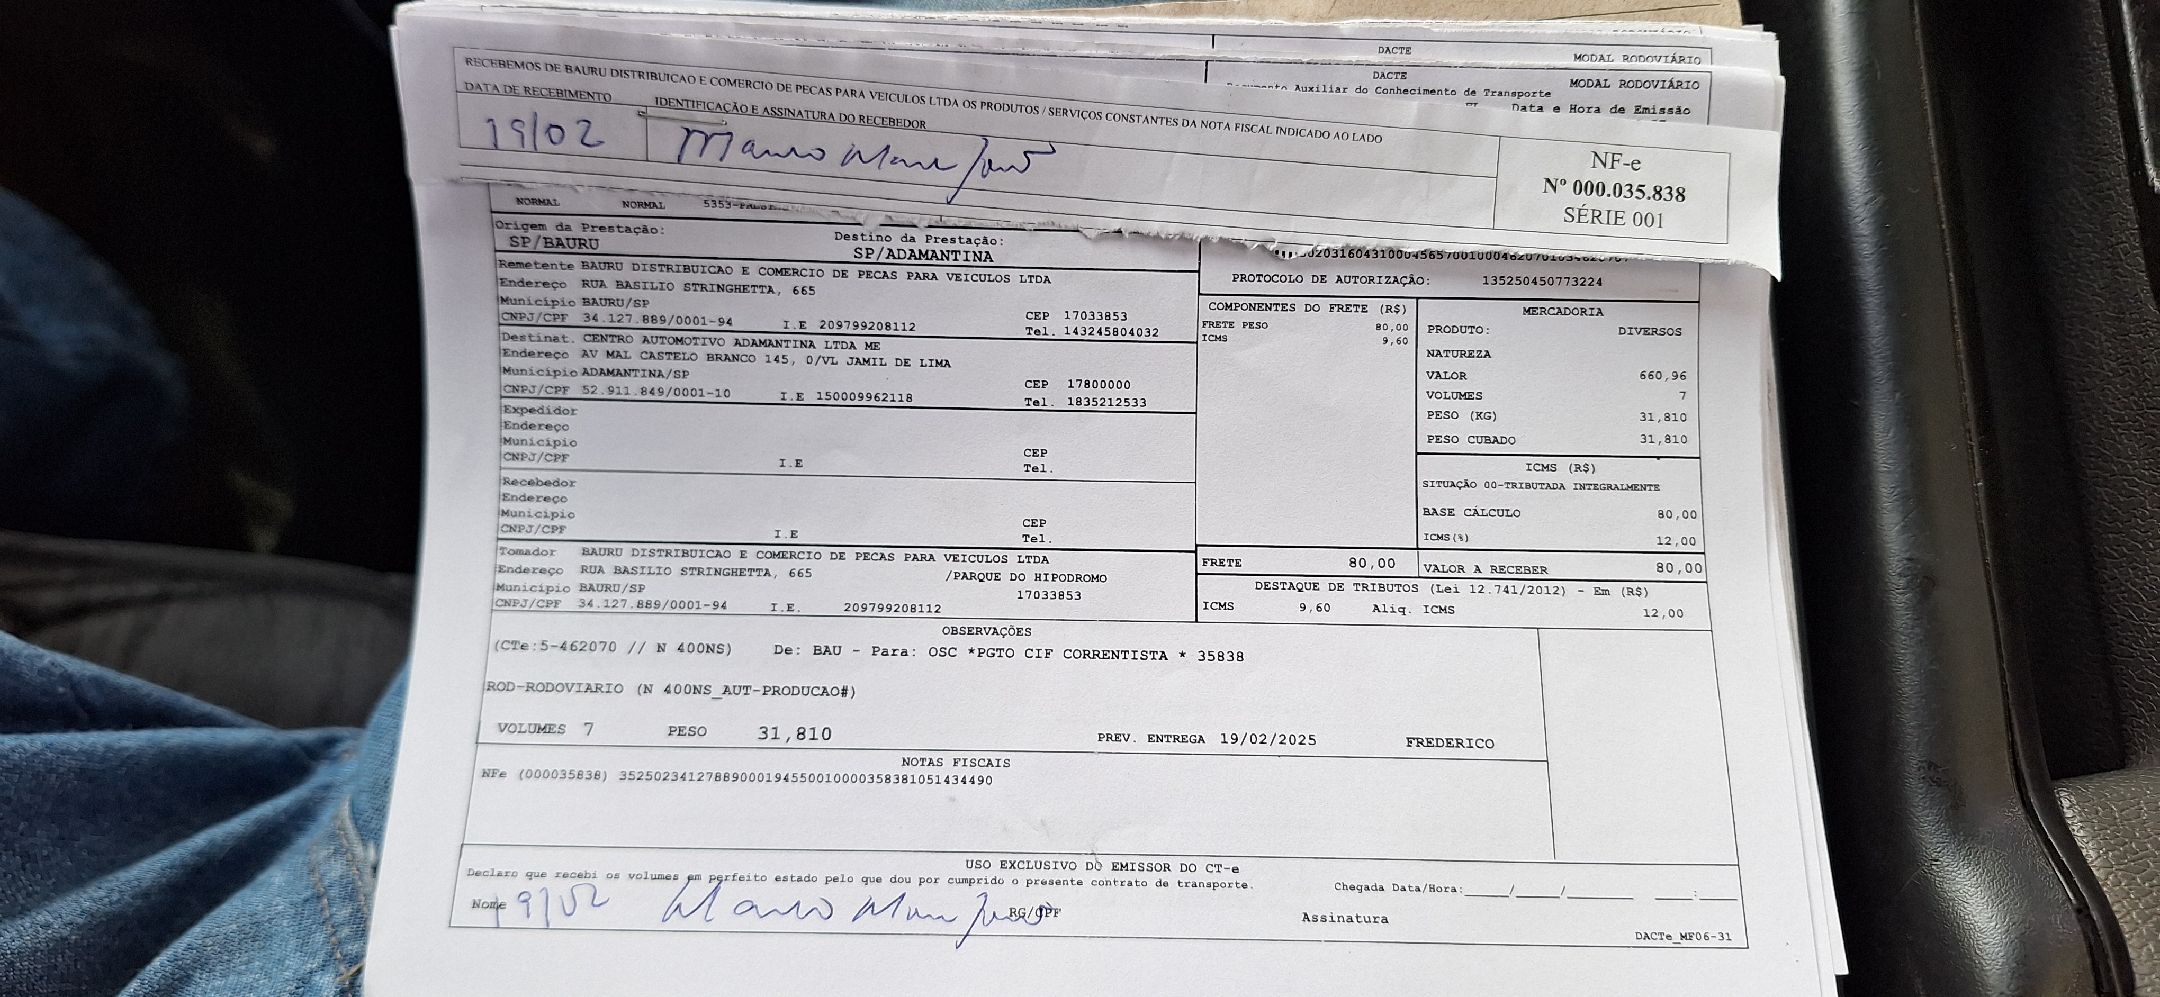 DACTE
MODAL RODOVIÁRIO
DACTE
MODAL RODOVIÁRIO
Auxiliar do Conhecimento de Transporte
Data e Hora de Emissão
RECEBEMOS DE BAURU DISTRIBUICAO E COMERCIO DE PECAS PARA VEICULOS LTDA OS PRODUTOS / SERVIÇOS CONSTANTES DA NOTA FISCAL INDICADO AO LADO
DATA DE RECEBIMENTO
IDENTIFICAÇÃO E ASSINATURA DO RECEBEDOR
19/02
NF-e
Nº 000.035.838
SÉRIE 001
NORMAL NORMAL
Origem da Prestação:
SP/BAURU
Destino da Prestação:
SP/ADAMANTINA
PROTOCOLO DE AUTORIZAÇÃO: 135250450773224
Remetente BAURU DISTRIBUICAO E COMERCIO DE PECAS PARA VEICULOS LTDA
Endereço RUA BASILIO STRINGHETTA, 665
Município BAURU/SP CEP 17033853
CNPJ/CPF 34.127.889/0001-94 I.E 209799208112 Tel. 143245804032
Destinat. CENTRO AUTOMOTIVO ADAMANTINA LTDA ME
Endereço AV MAL CASTELO BRANCO 145, 0/VL JAMIL DE LIMA
Município ADAMANTINA/SP CEP 17800000
CNPJ/CPF 52.911.849/0001-10 I.E 150009962118 Tel. 1835212533
Expedidor
Endereço
Município CEP
CNPJ/CPF I.E Tel.
Recebedor
Endereço
Município CEP
CNPJ/CPF I.E Tel.
Tomador BAURU DISTRIBUICAO E COMERCIO DE PECAS PARA VEICULOS LTDA
Endereço RUA BASILIO STRINGHETTA, 665 /PARQUE DO HIPODROMO
Município BAURU/SP 17033853
CNPJ/CPF 34.127.889/0001-94 I.E. 209799208112
COMPONENTES DO FRETE (R$)
FRETE PESO 80,00
ICMS 9,60
MERCADORIA
PRODUTO: DIVERSOS
NATUREZA
VALOR 660,96
VOLUMES 7
PESO (KG) 31,810
PESO CUBADO 31,810
ICMS (R$)
SITUAÇÃO 00-TRIBUTADA INTEGRALMENTE
BASE CÁLCULO 80,00
ICMS(%) 12,00
FRETE 80,00
VALOR A RECEBER 80,00
DESTAQUE DE TRIBUTOS (Lei 12.741/2012) - Em (R$)
ICMS 9,60 Aliq. ICMS 12,00
OBSERVAÇÕES
(CTe:5-462070 // N 400NS) De: BAU - Para: OSC *PGTO CIF CORRENTISTA * 35838
ROD-RODOVIARIO (N 400NS_AUT-PRODUCAO#)
VOLUMES 7 PESO 31,810 PREV. ENTREGA 19/02/2025 FREDERICO
NOTAS FISCAIS
NFe (000035838) 35250234127889000194550010000358381051434490
USO EXCLUSIVO DO EMISSOR DO CT-e
Declaro que recebi os volumes em perfeito estado pelo que dou por cumprido o presente contrato de transporte.
Chegada Data/Hora:____/____/______ ___:___
Nome 19/02 RG/CPF Assinatura
DACTe_MF06-31